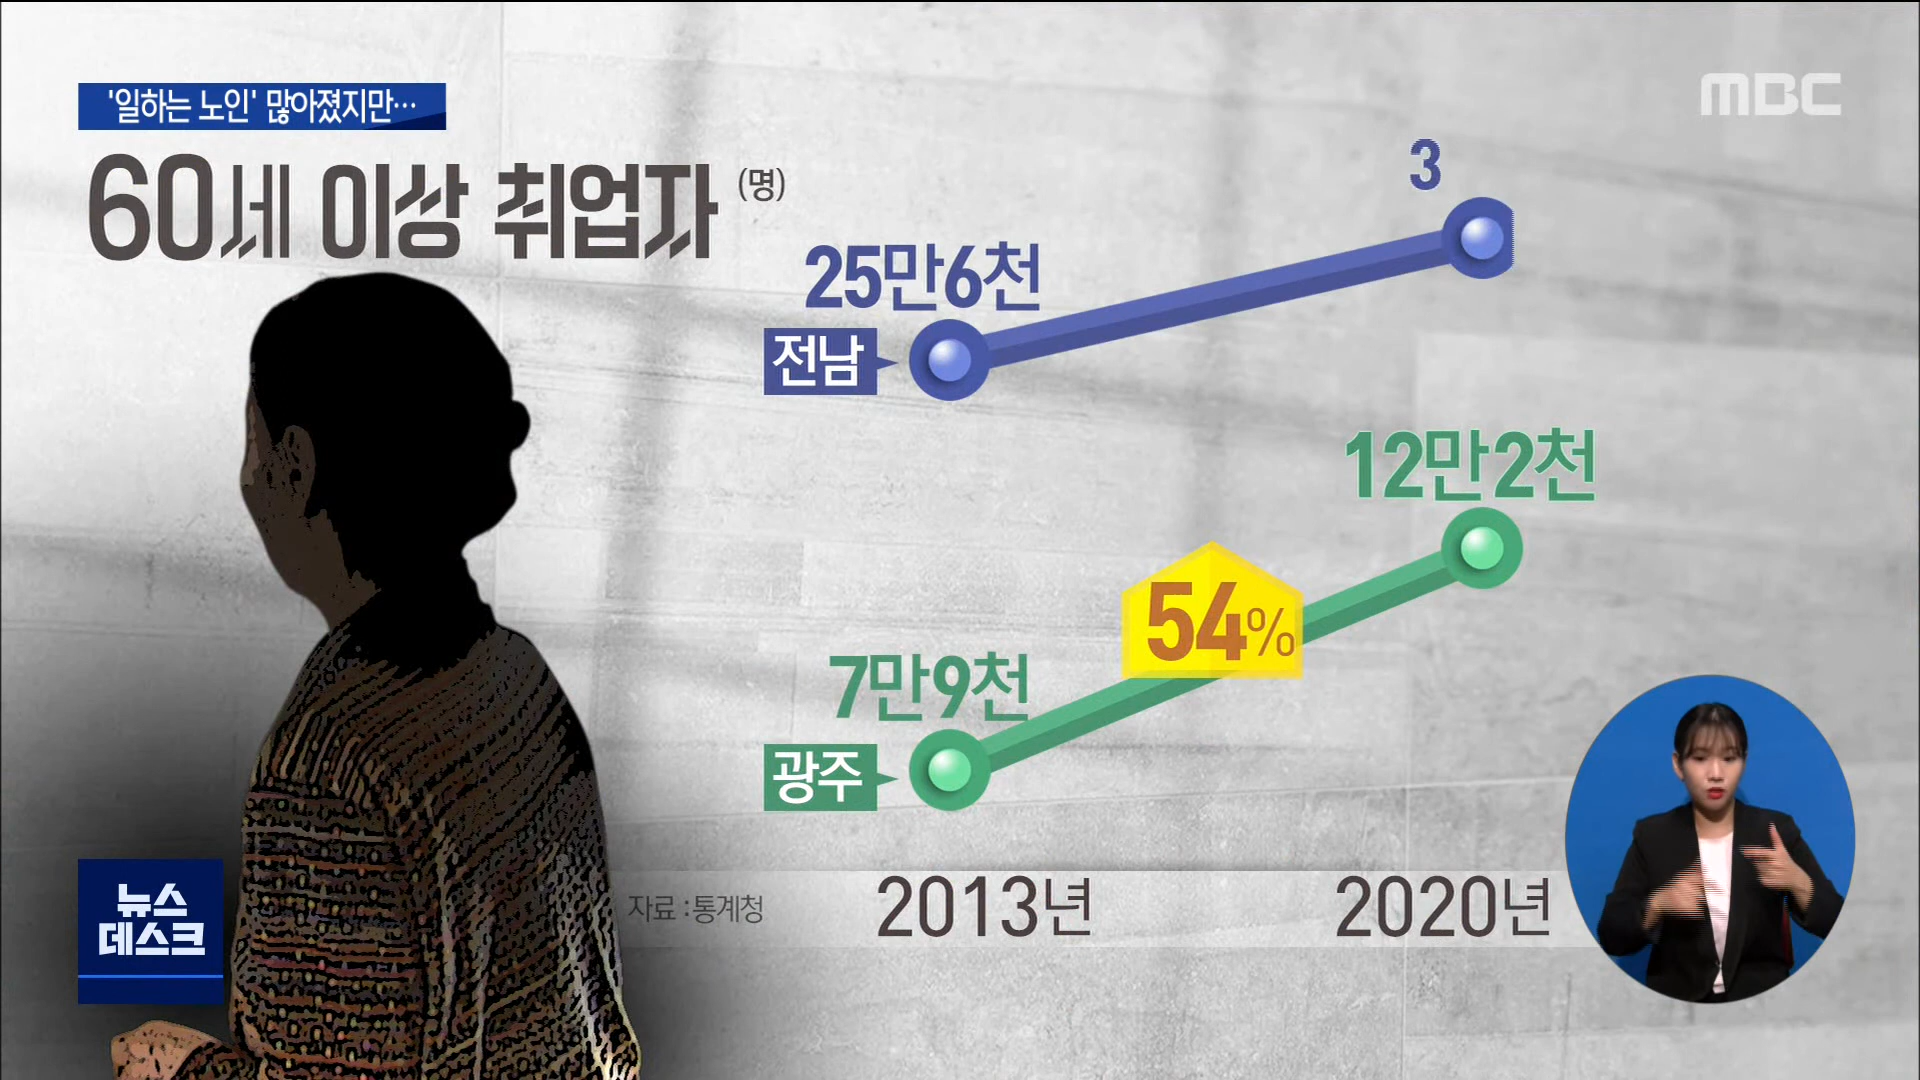 '일하는 노인' 많아졌지만…
MBC
60세 이상 취업자 (명)
3
25만6천
전남
12만2천
54%
7만9천
광주
자료 : 통계청
2013년
2020년
뉴스
데스크